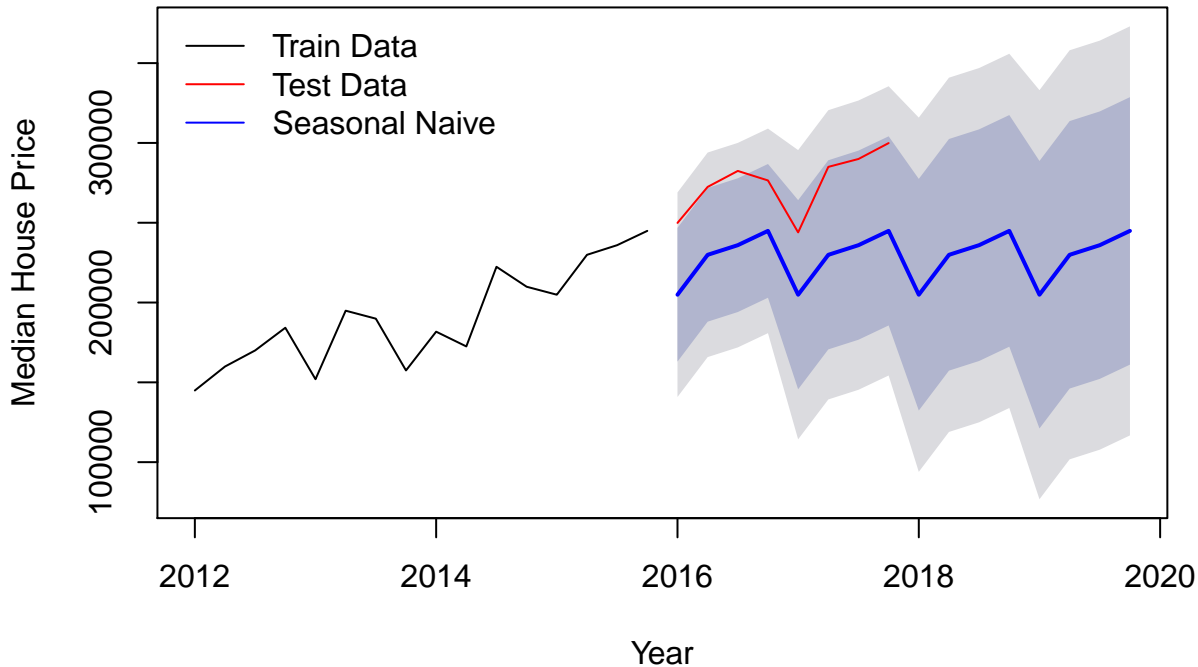 Train Data
Test Data
Seasonal Naive
Median House Price
300000
200000
100000
2012 2014 2016 2018 2020
Year